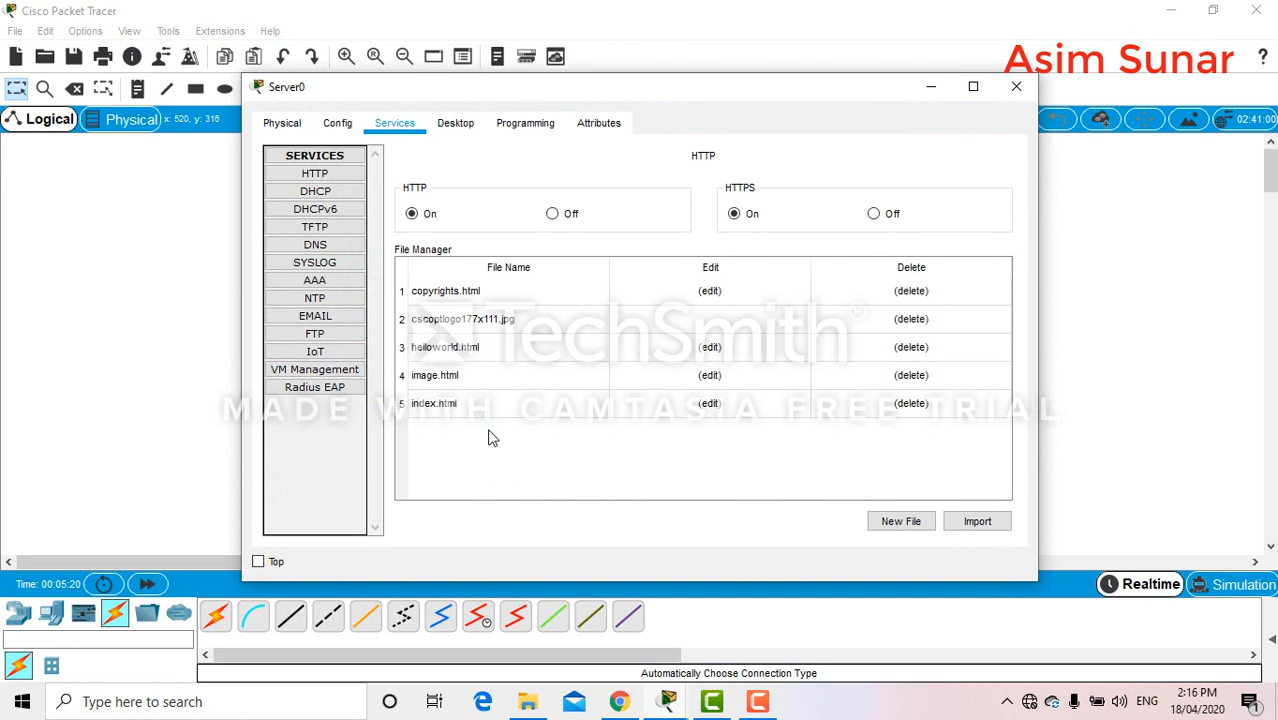 Cisco Packet Tracer
File Edit Options View Tools Extensions Help
Asim Sunar
?
Logical Physical x: 520, y: 316
02:41:00
Server0
Physical Config Services Desktop Programming Attributes
SERVICES
HTTP
DHCP
DHCPv6
TFTP
DNS
SYSLOG
AAA
NTP
EMAIL
FTP
IoT
VM Management
Radius EAP
HTTP
HTTP
On Off
HTTPS
On Off
File Manager
File Name Edit Delete
1 copyrights.html (edit) (delete)
2 cscoptlogo177x111.jpg (delete)
3 helloworld.html (edit) (delete)
4 image.html (edit) (delete)
5 index.html (edit) (delete)
TechSmith®
MADE WITH CAMTASIA FREE TRIAL
New File Import
Top
Time: 00:05:20
Realtime Simulation
Automatically Choose Connection Type
Type here to search
ENG
2:16 PM
18/04/2020
1